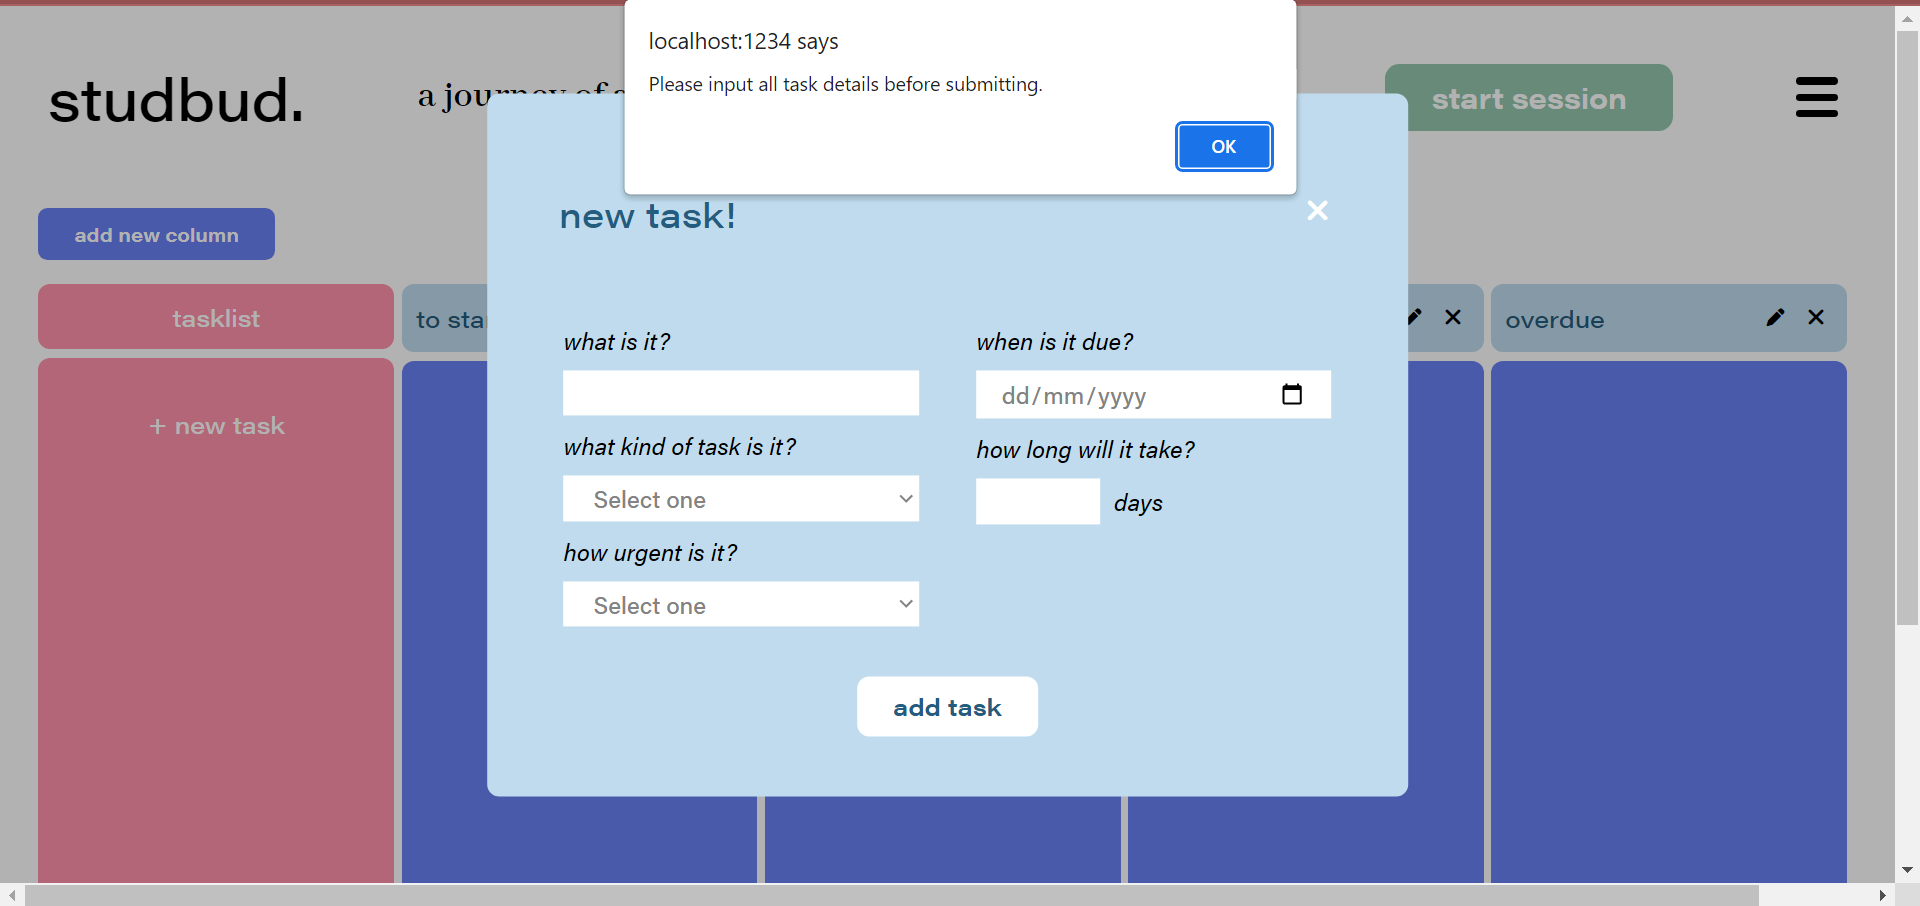 localhost:1234 says
Please input all task details before submitting.
OK
studbud.
a journey of
start session
add new column
new task!
tasklist
to
overdue
+ new task
what is it?
when is it due?
dd/mm/yyyy
what kind of task is it?
how long will it take?
Select one
days
how urgent is it?
Select one
add task